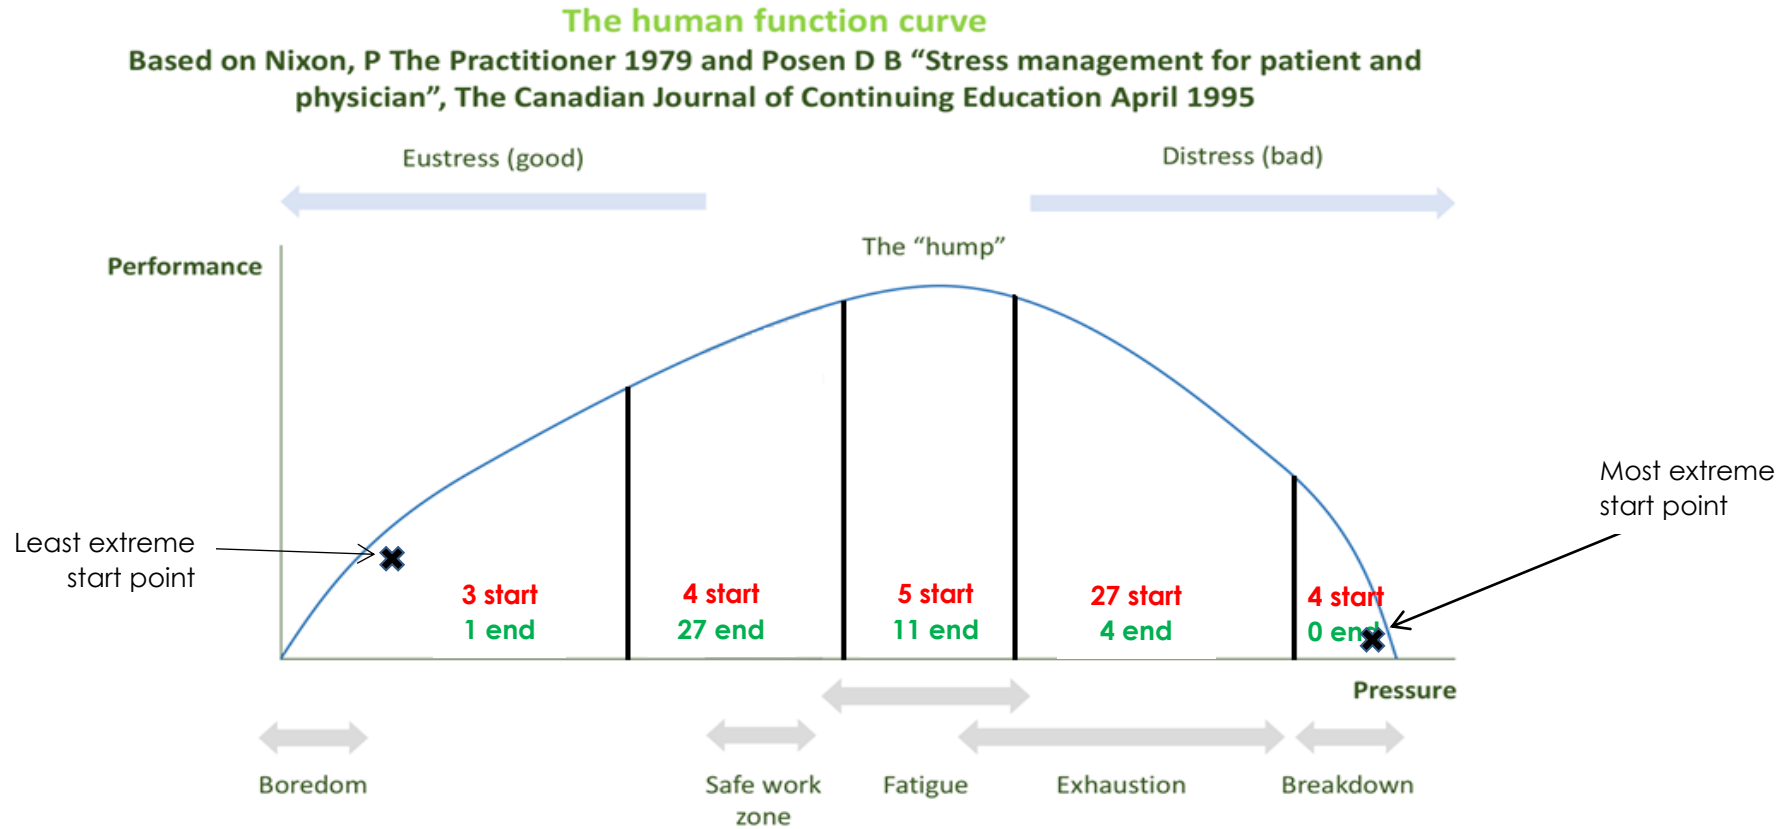 The human function curve
Based on Nixon, P The Practitioner 1979 and Posen D B “Stress management for patient and
physician”, The Canadian Journal of Continuing Education April 1995
Eustress (good)
Distress (bad)
The “hump”
Performance
Most extreme
start point
Least extreme
start point
3 start
1 end
4 start
27 end
5 start
11 end
27 start
4 end
4 start
0 end
Pressure
Boredom
Safe work
zone
Fatigue
Exhaustion
Breakdown